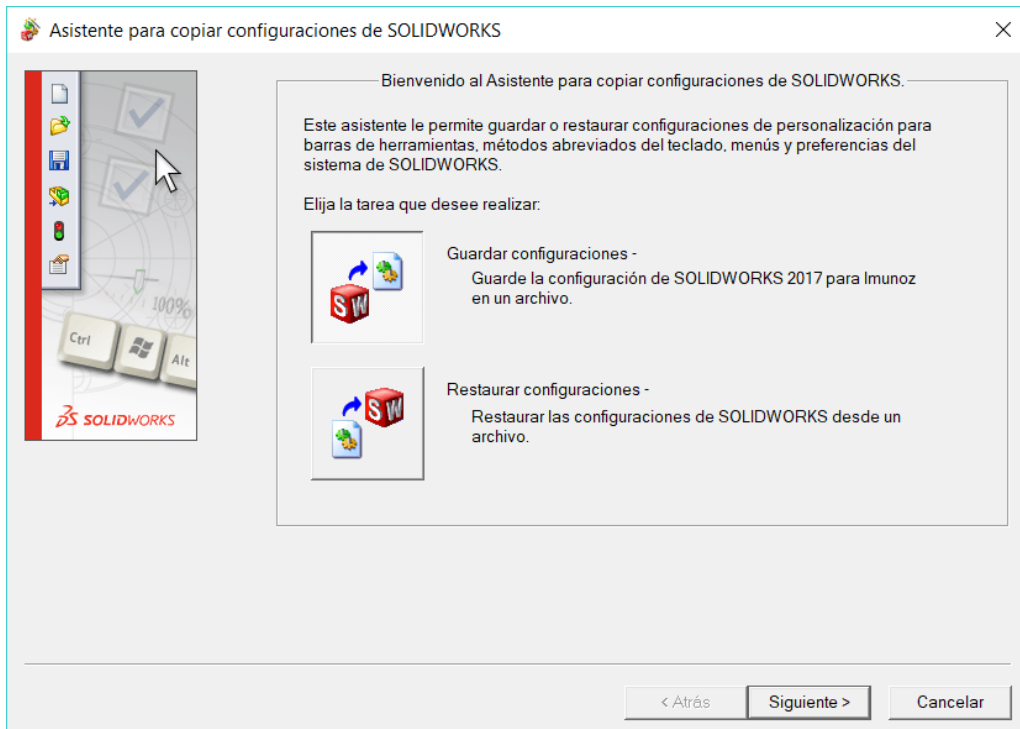 Asistente para copiar configuraciones de SOLIDWORKS
Bienvenido al Asistente para copiar configuraciones de SOLIDWORKS.
Este asistente le permite guardar o restaurar configuraciones de personalización para
barras de herramientas, métodos abreviados del teclado, menús y preferencias del
sistema de SOLIDWORKS.
Elija la tarea que desee realizar:
SW
Guardar configuraciones -
Guarde la configuración de SOLIDWORKS 2017 para lmunoz
en un archivo.
SW
Restaurar configuraciones -
Restaurar las configuraciones de SOLIDWORKS desde un
archivo.
100%
Ctrl
Alt
SOLIDWORKS
< Atrás
Siguiente >
Cancelar